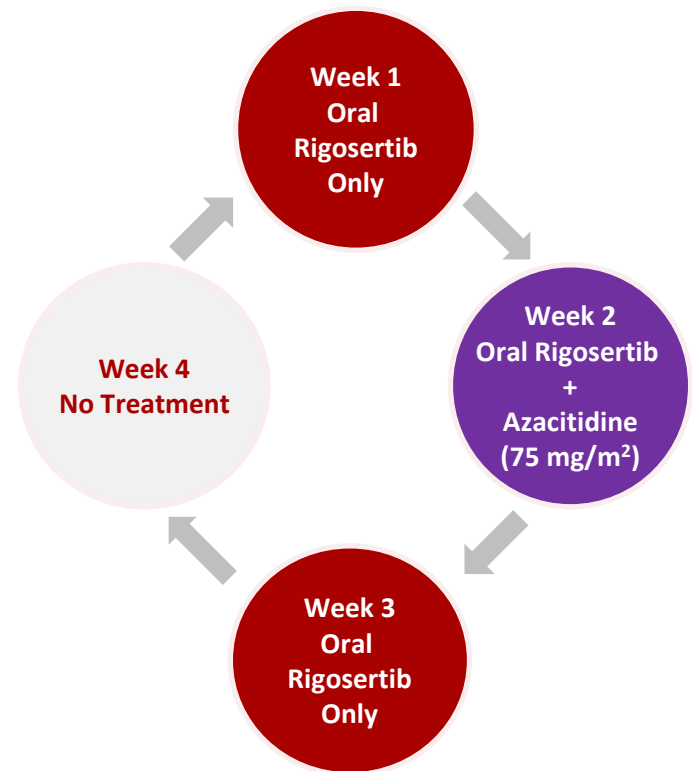 Week 1
Oral
Rigosertib
Only
Week 2
Oral Rigosertib
+
Azacitidine
(75 mg/m²)
Week 3
Oral
Rigosertib
Only
Week 4
No Treatment